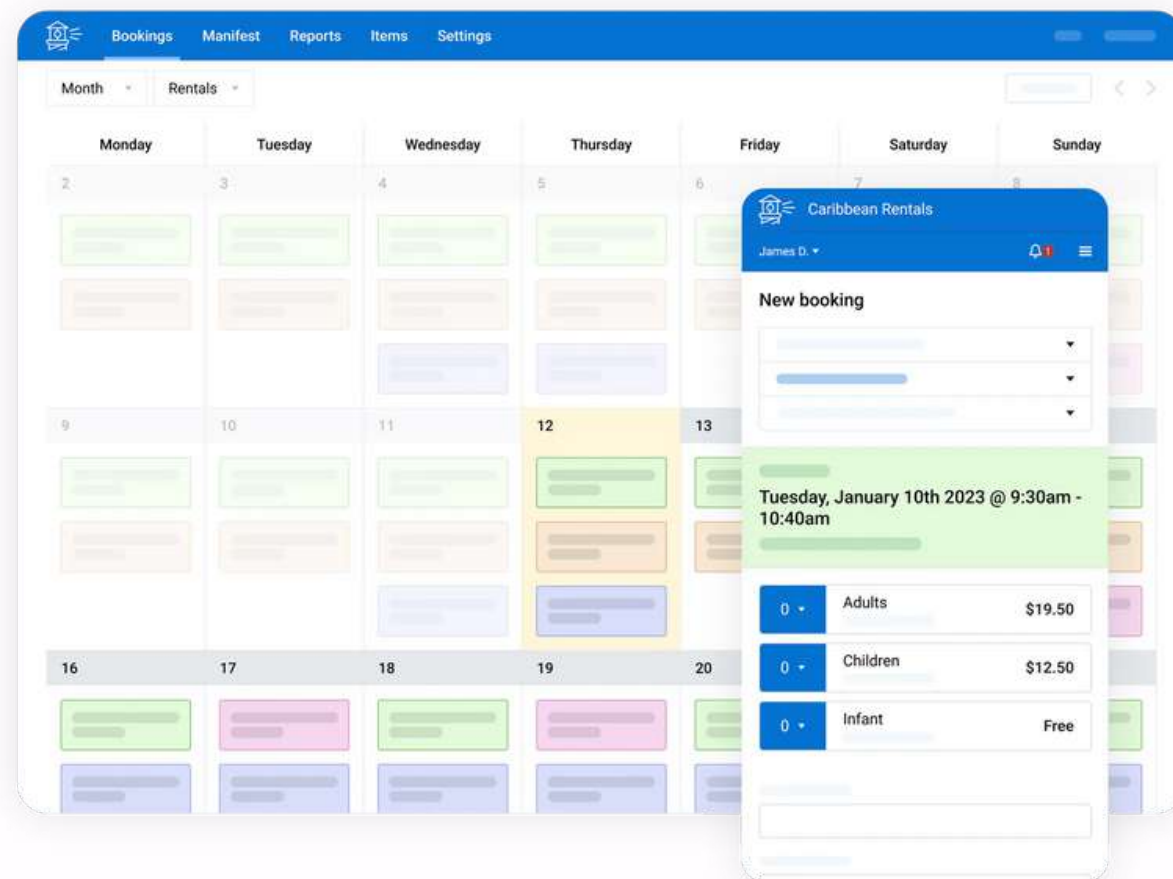 Bookings Manifest Reports Items Settings
Month Rentals
Monday Tuesday Wednesday Thursday Friday Saturday Sunday
2 3 4 5 6 7 8
Caribbean Rentals
James D.
1
New booking
9 10 11 12 13
Tuesday, January 10th 2023 @ 9:30am -
10:40am
0 Adults $19.50
16 17 18 19 20
0 Children $12.50
0 Infant Free